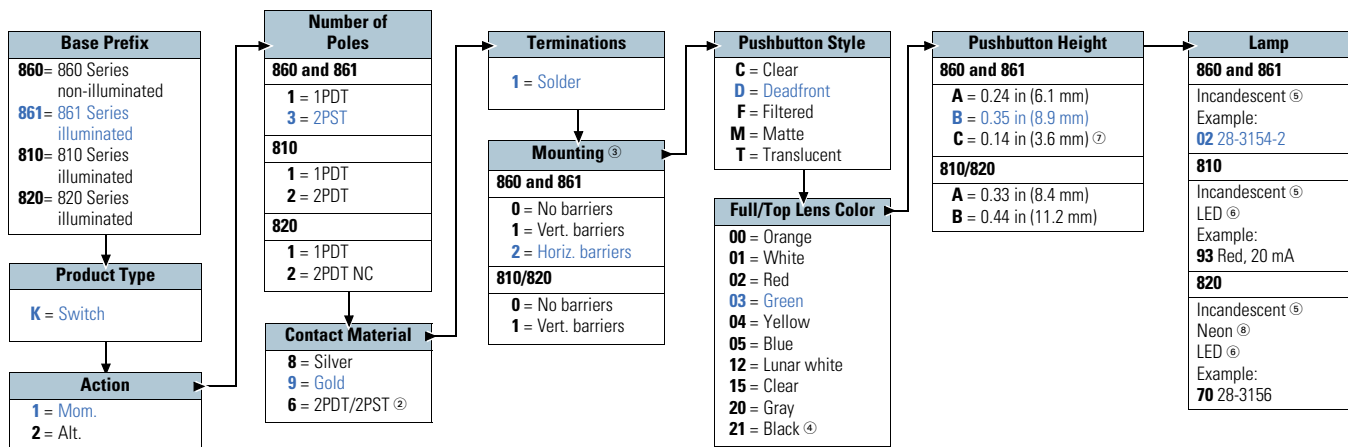 Base Prefix
860= 860 Series
non-illuminated
861= 861 Series
illuminated
810= 810 Series
illuminated
820= 820 Series
illuminated
Product Type
K = Switch
Action
1 = Mom.
2 = Alt.
Number of
Poles
860 and 861
1 = 1PDT
3 = 2PST
810
1 = 1PDT
2 = 2PDT
820
1 = 1PDT
2 = 2PDT NC
Contact Material
8 = Silver
9 = Gold
6 = 2PDT/2PST ②
Terminations
1 = Solder
Mounting ③
860 and 861
0 = No barriers
1 = Vert. barriers
2 = Horiz. barriers
810/820
0 = No barriers
1 = Vert. barriers
Pushbutton Style
C = Clear
D = Deadfront
F = Filtered
M = Matte
T = Translucent
Full/Top Lens Color
00 = Orange
01 = White
02 = Red
03 = Green
04 = Yellow
05 = Blue
12 = Lunar white
15 = Clear
20 = Gray
21 = Black ④
Pushbutton Height
860 and 861
A = 0.24 in (6.1 mm)
B = 0.35 in (8.9 mm)
C = 0.14 in (3.6 mm) ⑦
810/820
A = 0.33 in (8.4 mm)
B = 0.44 in (11.2 mm)
Lamp
860 and 861
Incandescent ⑤
Example:
02 28-3154-2
810
Incandescent ⑤
LED ⑥
Example:
93 Red, 20 mA
820
Incandescent ⑤
Neon ⑧
LED ⑥
Example:
70 28-3156